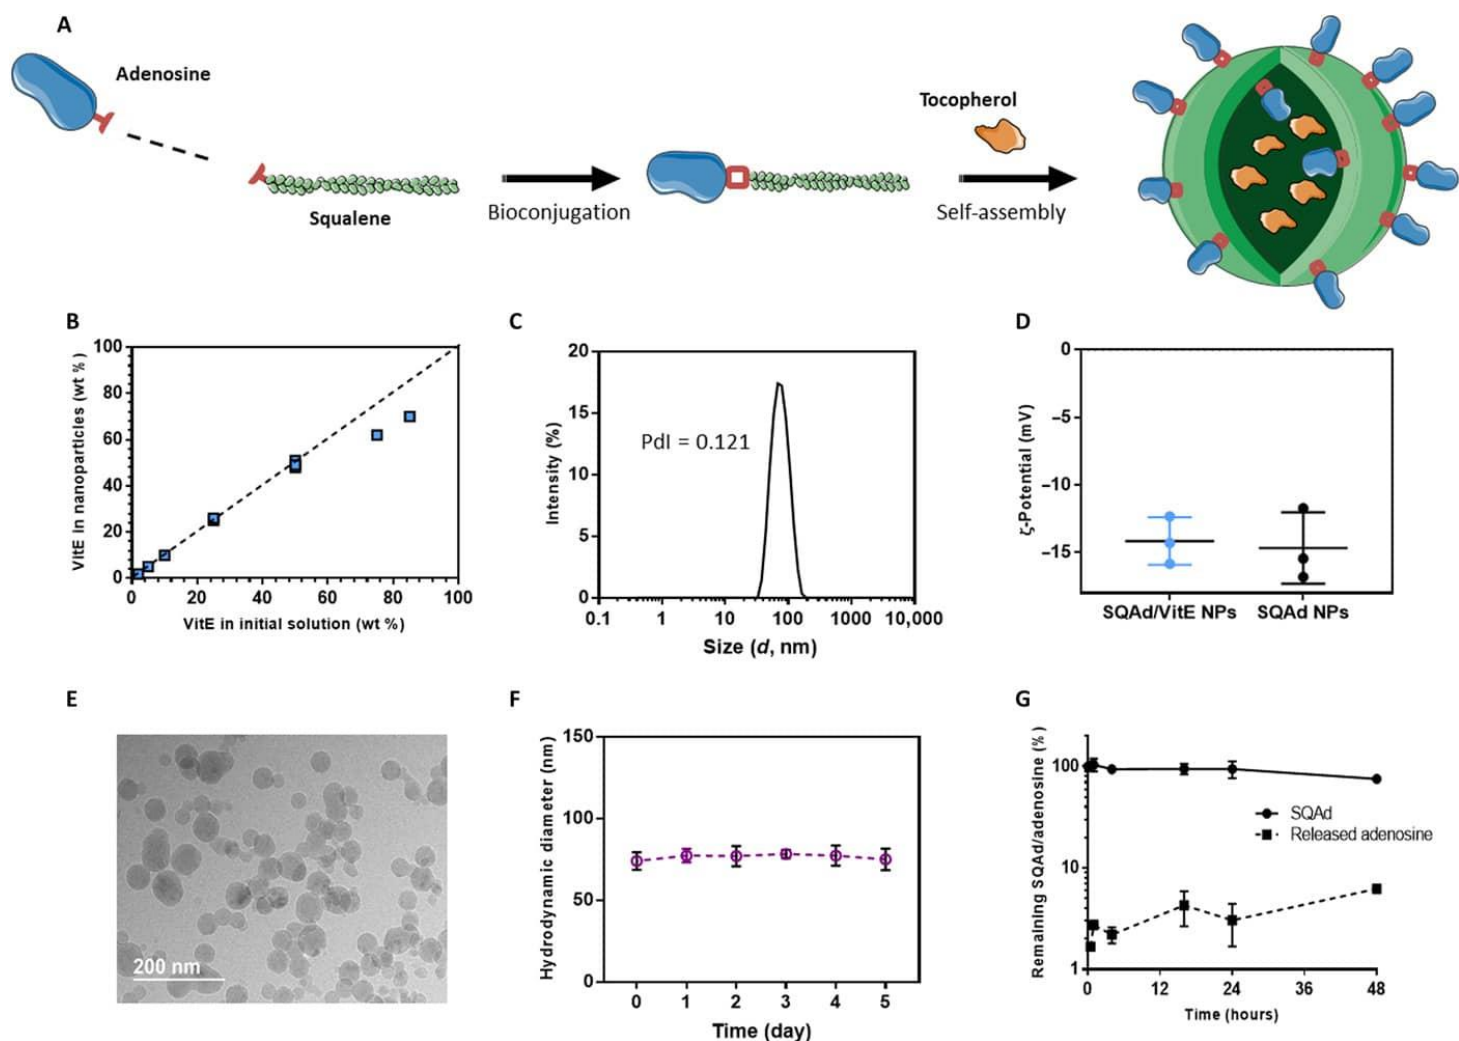 A
Adenosine
Squalene
Bioconjugation
Tocopherol
Self-assembly
B
VitE in nanoparticles (wt %)
100
80
60
40
20
0
0 20 40 60 80 100
VitE in initial solution (wt %)
C
Intensity (%)
20
15
10
5
0
PdI = 0.121
0.1 1 10 100 1000 10,000
Size (d, nm)
D
ζ-Potential (mV)
0
−5
−10
−15
SQAd/VitE NPs SQAd NPs
E
200 nm
F
Hydrodynamic diameter (nm)
150
100
50
0
0 1 2 3 4 5
Time (day)
G
Remaining SQAd/adenosine (%)
100
10
1
SQAd
Released adenosine
0 12 24 36 48
Time (hours)